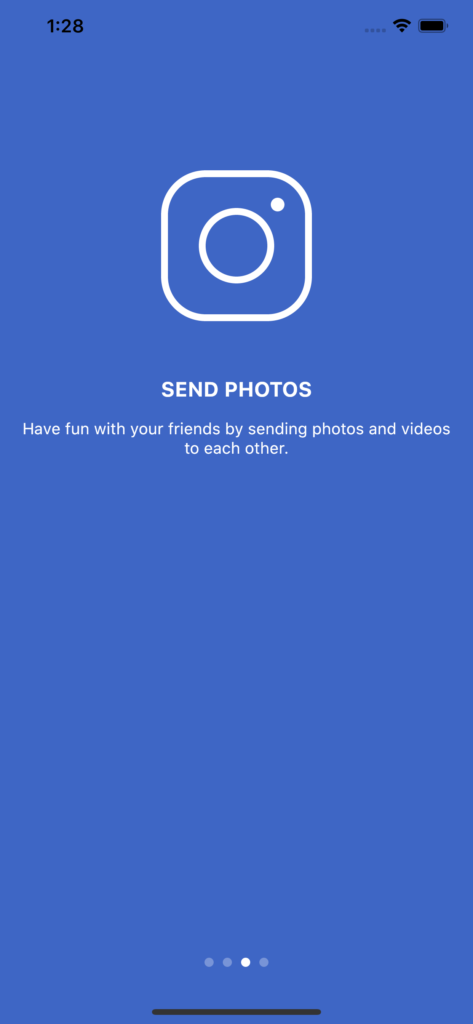 1:28
SEND PHOTOS
Have fun with your friends by sending photos and videos
to each other.